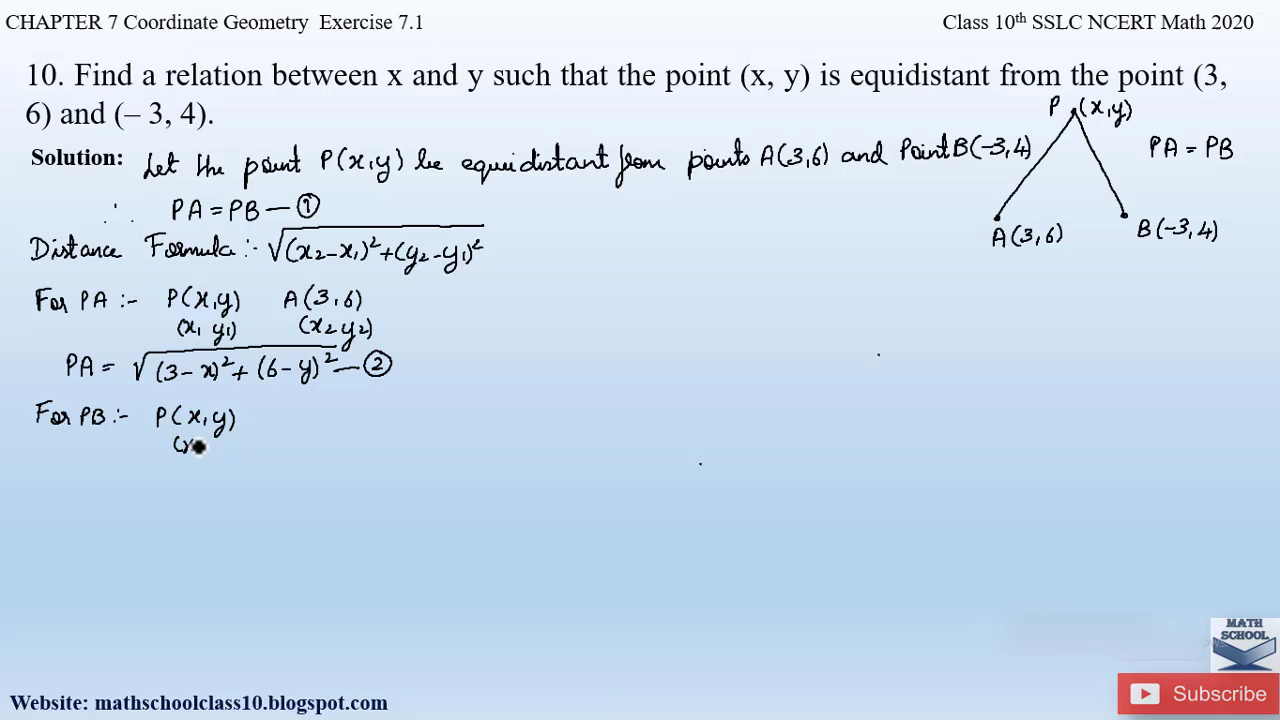 CHAPTER 7 Coordinate Geometry Exercise 7.1
Class 10th SSLC NCERT Math 2020
10. Find a relation between x and y such that the point (x, y) is equidistant from the point (3,
6) and (– 3, 4).
P (x,y)
Solution: Let the point P(x,y) be equidistant from points A(3,6) and Point B(-3,4)
PA = PB
∴ PA = PB — ①
A (3,6)
B (-3,4)
Distance Formula :- √(x₂-x₁)²+(y₂-y₁)²
For PA :- P(x,y) A(3,6)
(x₁ y₁) (x₂ y₂)
PA = √(3-x)²+(6-y)² — ②
For PB :- P(x,y)
(x
MATH
SCHOOL
Subscribe
Website: mathschoolclass10.blogspot.com